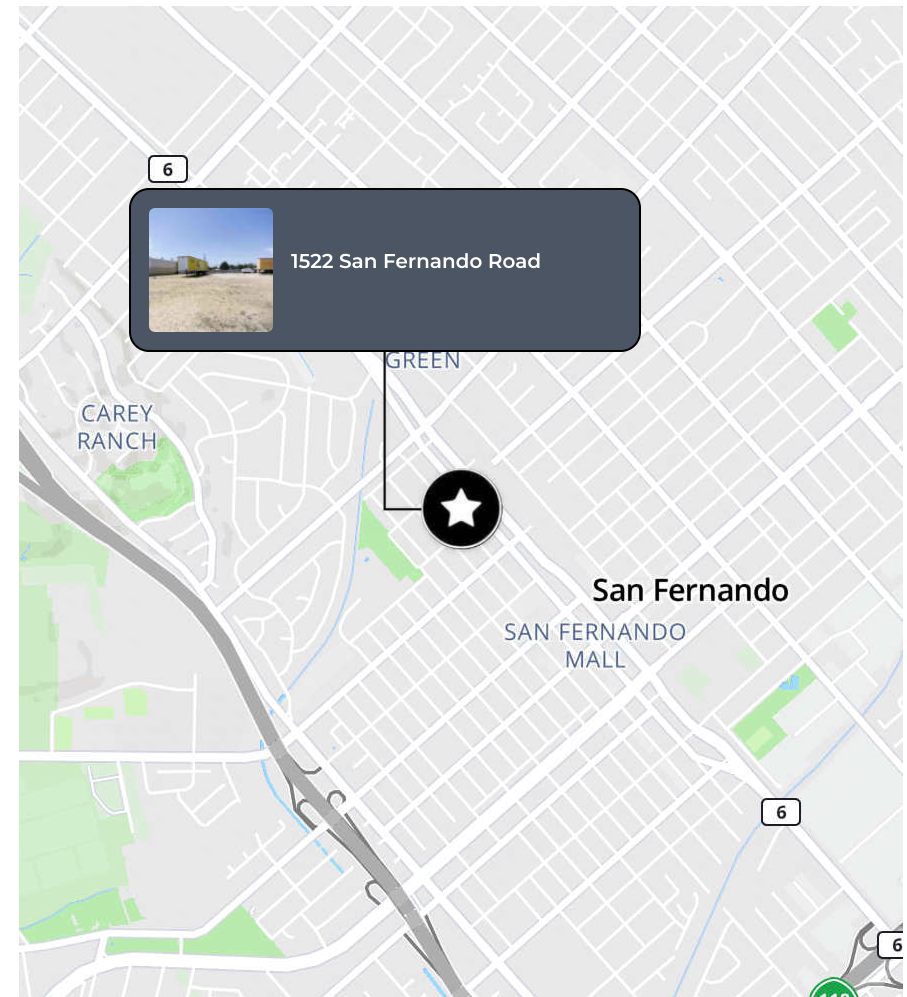 6
1522 San Fernando Road
GREEN
CAREY
RANCH
San Fernando
SAN FERNANDO
MALL
6
6